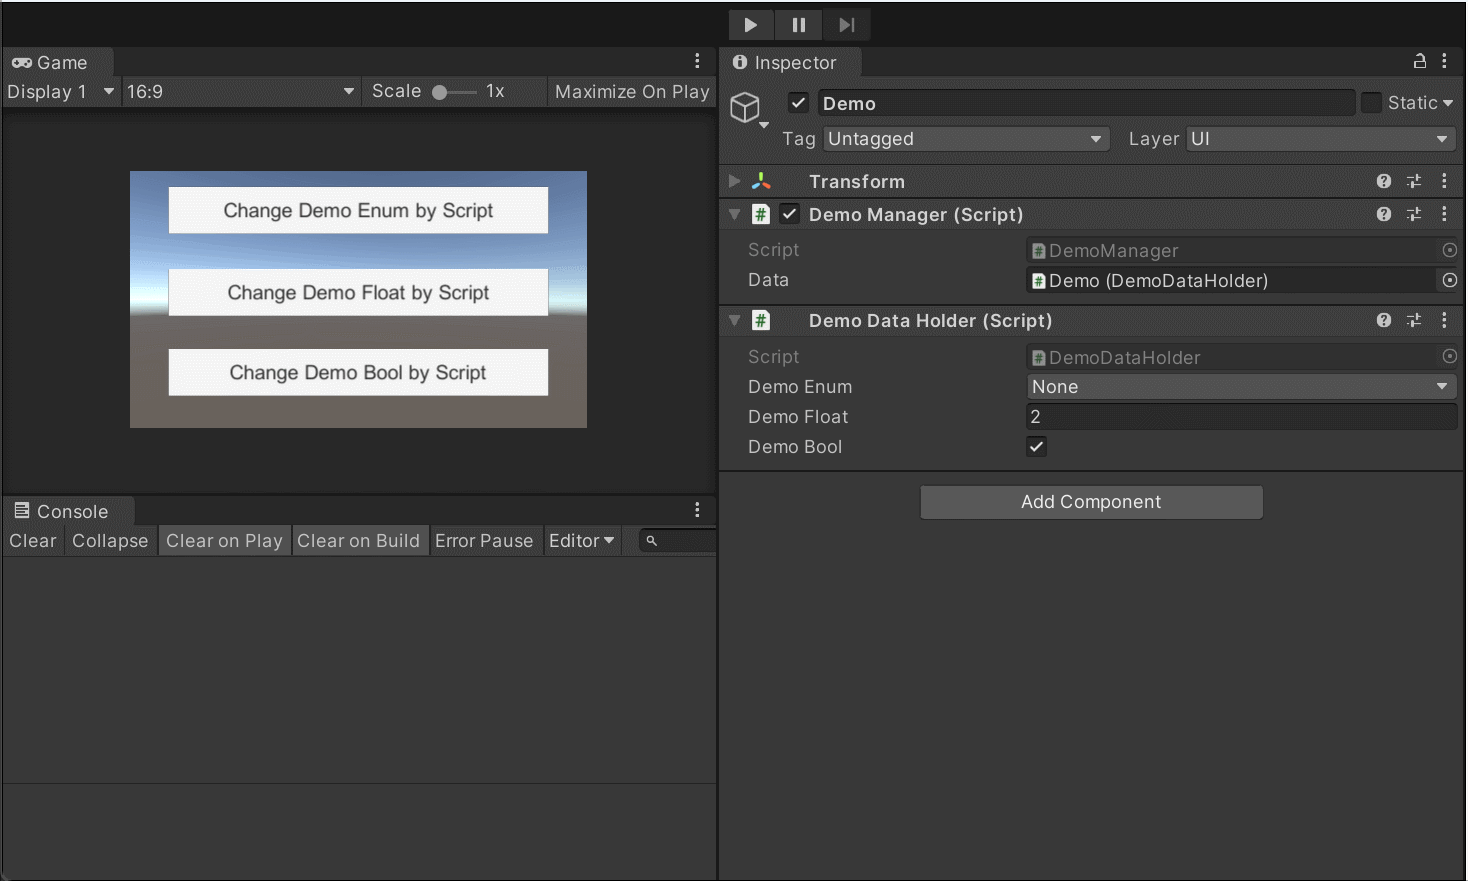 Game
Display 1 16:9 Scale 1x Maximize On Play
Change Demo Enum by Script
Change Demo Float by Script
Change Demo Bool by Script
Console
Clear Collapse Clear on Play Clear on Build Error Pause Editor
Inspector
Demo Static
Tag Untagged Layer UI
Transform
# Demo Manager (Script)
Script # DemoManager
Data # Demo (DemoDataHolder)
# Demo Data Holder (Script)
Script # DemoDataHolder
Demo Enum None
Demo Float 2
Demo Bool
Add Component